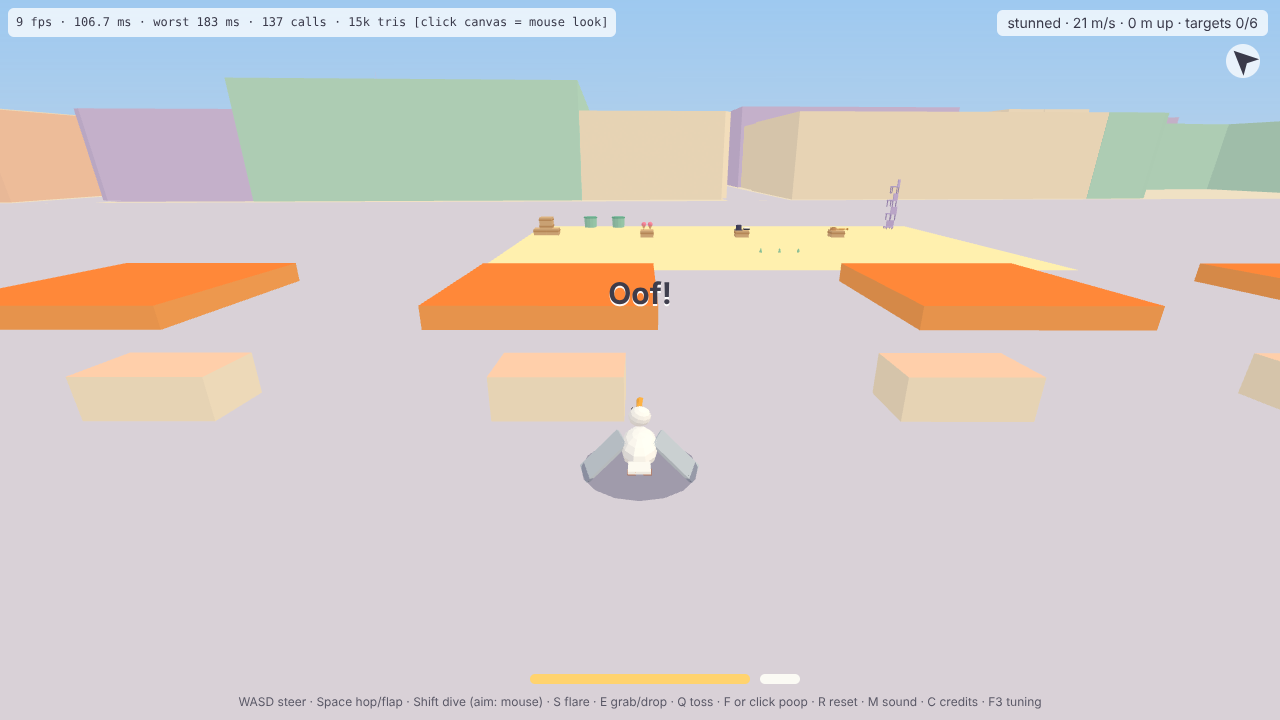 9 fps · 106.7 ms · worst 183 ms · 137 calls · 15k tris [click canvas = mouse look]
stunned · 21 m/s · 0 m up · targets 0/6
Oof!
WASD steer · Space hop/flap · Shift dive (aim: mouse) · S flare · E grab/drop · Q toss · F or click poop · R reset · M sound · C credits · F3 tuning